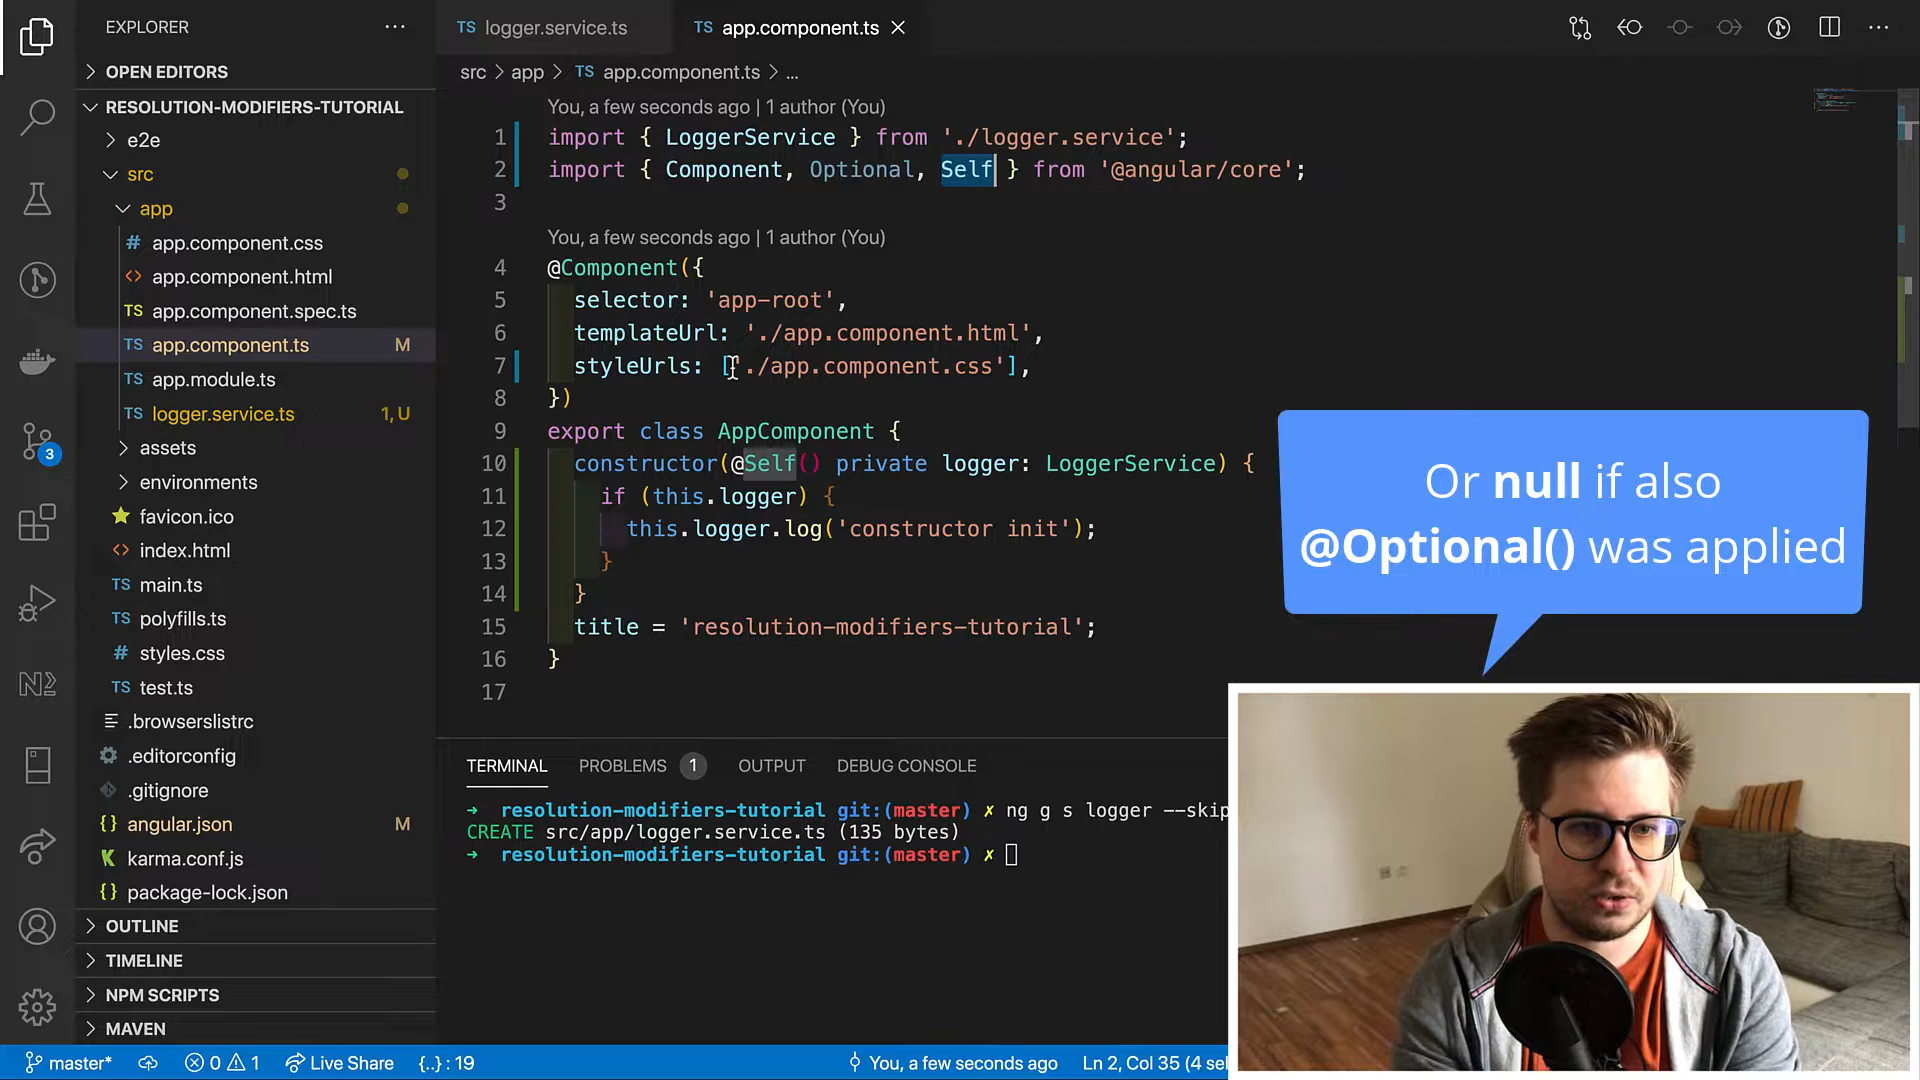 EXPLORER
OPEN EDITORS
RESOLUTION-MODIFIERS-TUTORIAL
e2e
src
app
app.component.css
app.component.html
app.component.spec.ts
app.component.ts M
app.module.ts
logger.service.ts 1, U
assets
environments
favicon.ico
index.html
main.ts
polyfills.ts
styles.css
test.ts
.browserslistrc
.editorconfig
.gitignore
angular.json M
karma.conf.js
package-lock.json
OUTLINE
TIMELINE
NPM SCRIPTS
MAVEN
3
TS logger.service.ts
TS app.component.ts
src > app > TS app.component.ts > ...
You, a few seconds ago | 1 author (You)
1 import { LoggerService } from './logger.service';
2 import { Component, Optional, Self } from '@angular/core';
3
You, a few seconds ago | 1 author (You)
4 @Component({
5 selector: 'app-root',
6 templateUrl: './app.component.html',
7 styleUrls: ['./app.component.css'],
8 })
9 export class AppComponent {
10 constructor(@Self() private logger: LoggerService) {
11 if (this.logger) {
12 this.logger.log('constructor init');
13 }
14 }
15 title = 'resolution-modifiers-tutorial';
16 }
17
Or null if also
@Optional() was applied
TERMINAL PROBLEMS 1 OUTPUT DEBUG CONSOLE
→ resolution-modifiers-tutorial git:(master) ✗ ng g s logger --skip
CREATE src/app/logger.service.ts (135 bytes)
→ resolution-modifiers-tutorial git:(master) ✗
master* 0 1 Live Share {..} : 19 You, a few seconds ago Ln 2, Col 35 (4 sel